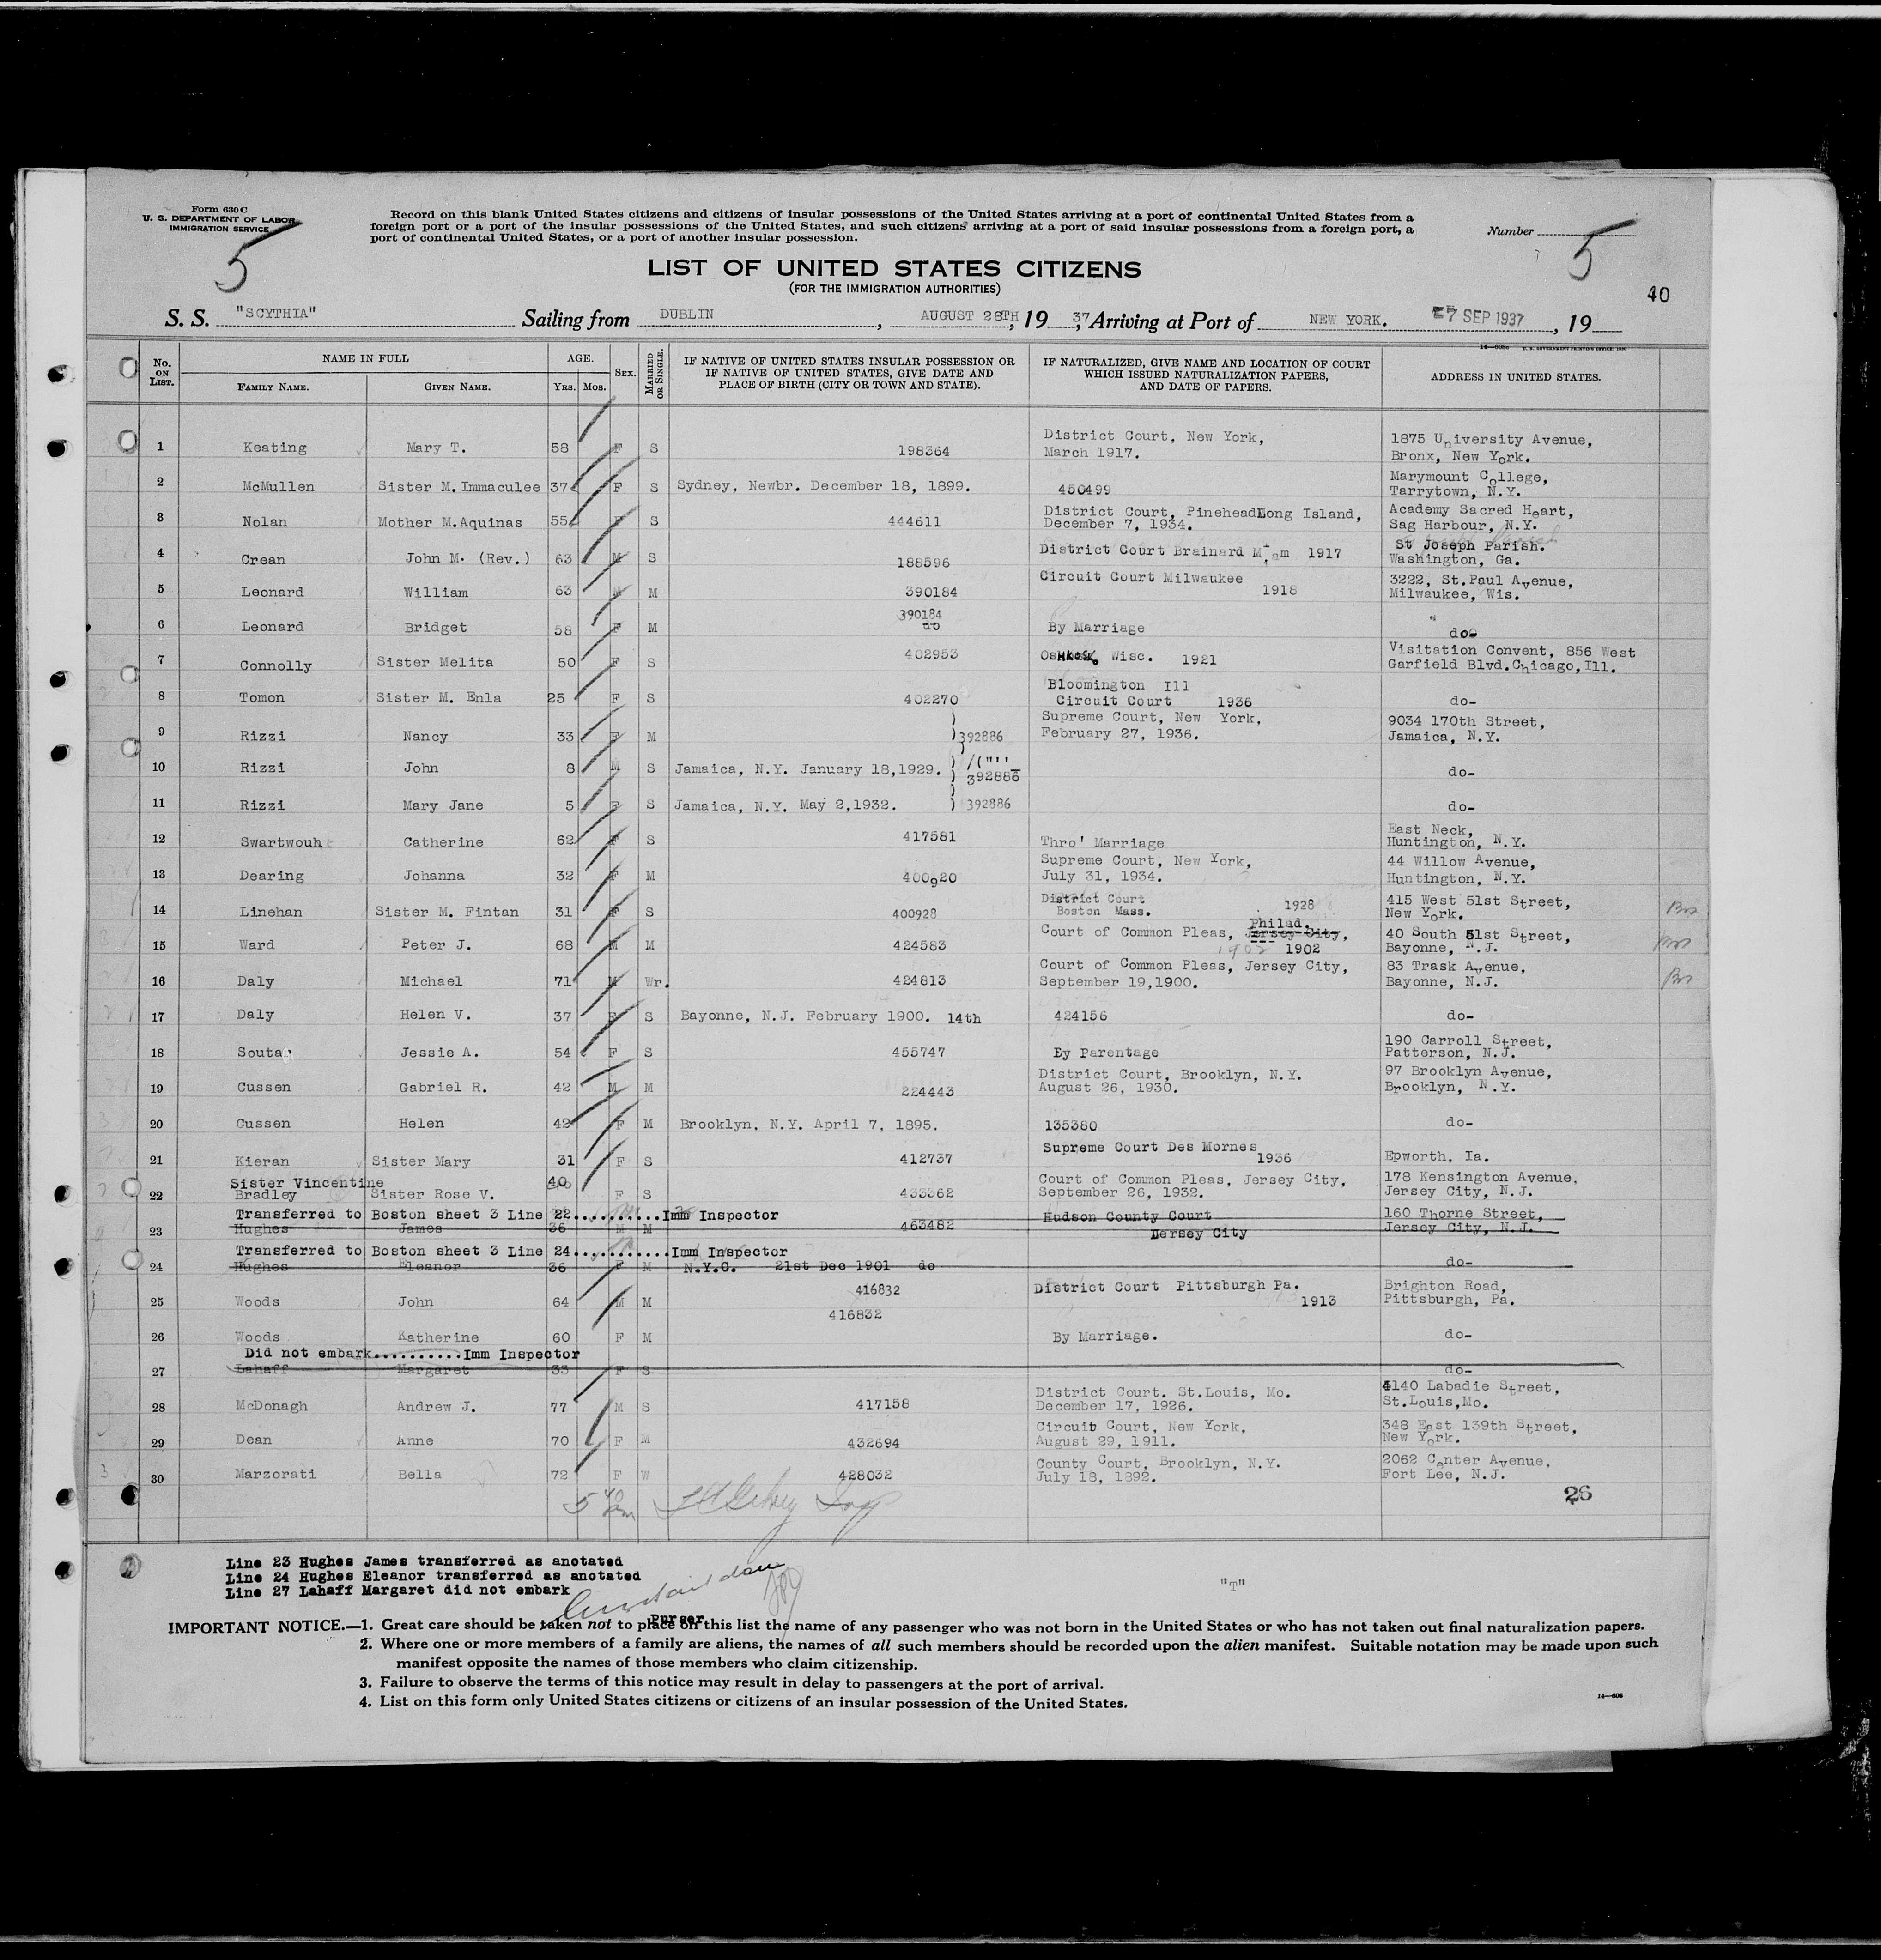 Form 630 C
U. S. DEPARTMENT OF LABOR
IMMIGRATION SERVICE
5
Record on this blank United States citizens and citizens of insular possessions of the United States arriving at a port of continental United States from a
foreign port or a port of the insular possessions of the United States, and such citizens arriving at a port of said insular possessions from a foreign port, a
port of continental United States, or a port of another insular possession.
Number
5
LIST OF UNITED STATES CITIZENS
(FOR THE IMMIGRATION AUTHORITIES)
40
S. S. "SCYTHIA" Sailing from DUBLIN, AUGUST 28TH, 19 37, Arriving at Port of NEW YORK. 7 SEP 1937, 19
No. ON LIST. NAME IN FULL FAMILY NAME. GIVEN NAME. AGE. YRS. MOS. SEX. MARRIED OR SINGLE.
IF NATIVE OF UNITED STATES INSULAR POSSESSION OR
IF NATIVE OF UNITED STATES, GIVE DATE AND
PLACE OF BIRTH (CITY OR TOWN AND STATE).
IF NATURALIZED, GIVE NAME AND LOCATION OF COURT
WHICH ISSUED NATURALIZATION PAPERS,
AND DATE OF PAPERS.
ADDRESS IN UNITED STATES.
1 Keating Mary T. 58 F S 198364 District Court, New York, March 1917. 1875 University Avenue, Bronx, New York.
2 McMullen Sister M. Immaculee 37 F S Sydney, Newbr. December 18, 1899. 450499 Marymount College, Tarrytown, N.Y.
3 Nolan Mother M. Aquinas 55 F S 444611 District Court, Pinehead Long Island, December 7, 1934. Academy Sacred Heart, Sag Harbour, N.Y.
4 Crean John M. (Rev.) 63 M S 188596 District Court Brainard 1917 St Joseph Parish. Washington, Ga.
5 Leonard William 63 M M 390184 Circuit Court Milwaukee 1918 3222, St. Paul Avenue, Milwaukee, Wis.
6 Leonard Bridget 58 F M 390184 do By Marriage do-
7 Connolly Sister Melita 50 F S 402953 Wisc. 1921 Visitation Convent, 856 West Garfield Blvd. Chicago, Ill.
8 Tomon Sister M. Enla 25 F S 402270 Bloomington Ill Circuit Court 1936 do-
9 Rizzi Nancy 33 F M 392886 Supreme Court, New York, February 27, 1936. 9034 170th Street, Jamaica, N.Y.
10 Rizzi John 8 M S Jamaica, N.Y. January 18, 1929. 392886 do-
11 Rizzi Mary Jane 5 F S Jamaica, N.Y. May 2, 1932. 392886 do-
12 Swartwouh Catherine 62 F S 417581 Thro' Marriage East Neck, Huntington, N.Y.
13 Dearing Johanna 32 F M 400920 Supreme Court, New York, July 31, 1934. 44 Willow Avenue, Huntington, N.Y.
14 Linehan Sister M. Fintan 31 F S 400928 District Court Boston Mass. 1928 415 West 51st Street, New York.
15 Ward Peter J. 68 M M 424583 Court of Common Pleas, Jersey City, Philad. 1902 40 South 51st Street, Bayonne, N.J.
16 Daly Michael 71 M Wr. 424813 Court of Common Pleas, Jersey City, September 19, 1900. 83 Trask Avenue, Bayonne, N.J.
17 Daly Helen V. 37 F S Bayonne, N.J. February 1900. 14th 424156 do-
18 Soutar Jessie A. 54 F S 455747 By Parentage 190 Carroll Street, Patterson, N.J.
19 Cussen Gabriel R. 42 M M 224443 District Court, Brooklyn, N.Y. August 26, 1930. 97 Brooklyn Avenue, Brooklyn, N.Y.
20 Cussen Helen 42 F M Brooklyn, N.Y. April 7, 1895. 135380 do-
21 Kieran Sister Mary 31 F S 412737 Supreme Court Des Mornes 1936 Epworth, Ia.
Sister Vincentine 40
22 Bradley Sister Rose V. F S 433362 Court of Common Pleas, Jersey City, September 26, 1932. 178 Kensington Avenue, Jersey City, N.J.
Transferred to Boston sheet 3 Line 22..........Imm Inspector
23 Hughes James 36 M M 463482 Hudson County Court Jersey City 160 Thorne Street, Jersey City, N.J.
Transferred to Boston sheet 3 Line 24...........Imm Inspector
24 Hughes Eleanor 36 F M N.Y.C. 21st Dec 1901 do do-
25 Woods John 64 M M 416832 District Court Pittsburgh Pa. 1913 Brighton Road, Pittsburgh, Pa.
26 Woods Katherine 60 F M 416832 By Marriage. do-
Did not embark..........Imm Inspector
27 Lahaff Margaret 33 F S do-
28 McDonagh Andrew J. 77 M S 417158 District Court. St. Louis, Mo. December 17, 1926. 4140 Labadie Street, St. Louis, Mo.
29 Dean Anne 70 F M 432694 Circuit Court, New York, August 29, 1911. 348 East 139th Street, New York.
30 Marzorati Bella 72 F W 428032 County Court, Brooklyn, N.Y. July 18, 1892. 2062 Center Avenue, Fort Lee, N.J.
26
Line 23 Hughes James transferred as anotated
Line 24 Hughes Eleanor transferred as anotated
Line 27 Lahaff Margaret did not embark
Purser
"T"
IMPORTANT NOTICE.—1. Great care should be taken not to place on this list the name of any passenger who was not born in the United States or who has not taken out final naturalization papers.
2. Where one or more members of a family are aliens, the names of all such members should be recorded upon the alien manifest. Suitable notation may be made upon such
manifest opposite the names of those members who claim citizenship.
3. Failure to observe the terms of this notice may result in delay to passengers at the port of arrival.
4. List on this form only United States citizens or citizens of an insular possession of the United States.
14—606